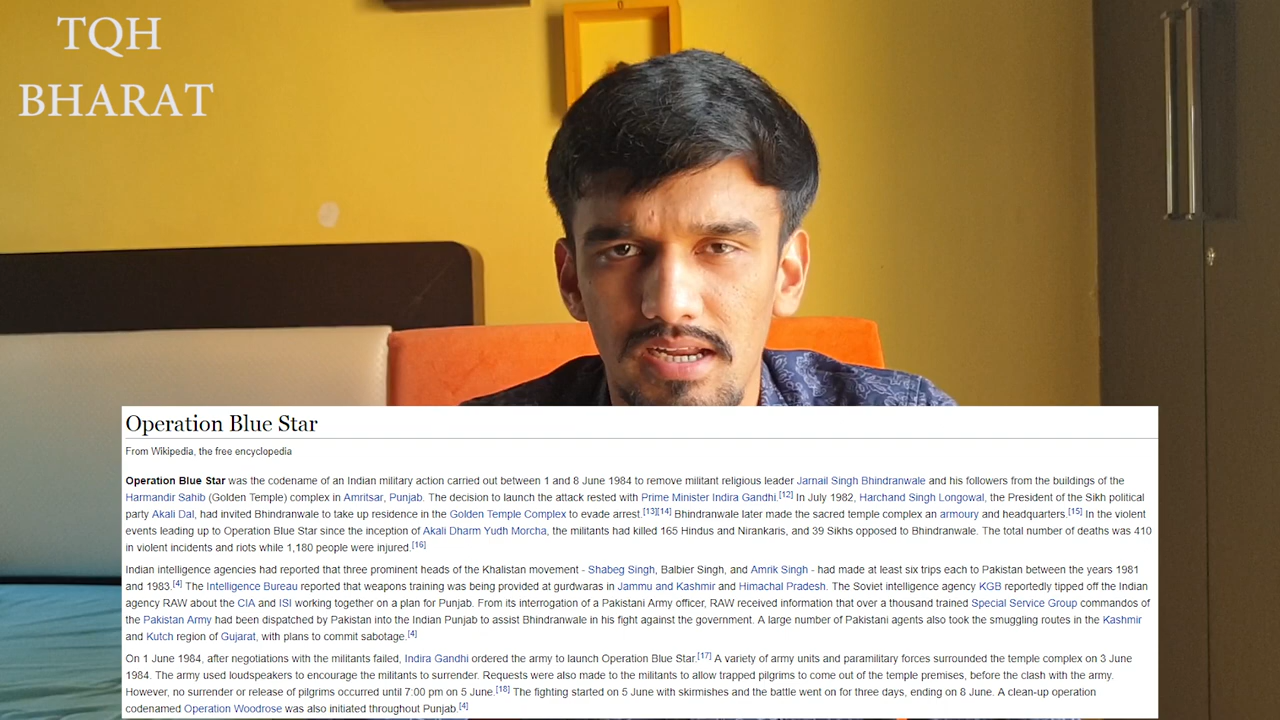 TQH
BHARAT
Operation Blue Star
From Wikipedia, the free encyclopedia
Operation Blue Star was the codename of an Indian military action carried out between 1 and 8 June 1984 to remove militant religious leader Jarnail Singh Bhindranwale and his followers from the buildings of the
Harmandir Sahib (Golden Temple) complex in Amritsar, Punjab. The decision to launch the attack rested with Prime Minister Indira Gandhi.[12] In July 1982, Harchand Singh Longowal, the President of the Sikh political
party Akali Dal, had invited Bhindranwale to take up residence in the Golden Temple Complex to evade arrest.[13][14] Bhindranwale later made the sacred temple complex an armoury and headquarters.[15] In the violent
events leading up to Operation Blue Star since the inception of Akali Dharm Yudh Morcha, the militants had killed 165 Hindus and Nirankaris, and 39 Sikhs opposed to Bhindranwale. The total number of deaths was 410
in violent incidents and riots while 1,180 people were injured.[16]
Indian intelligence agencies had reported that three prominent heads of the Khalistan movement - Shabeg Singh, Balbier Singh, and Amrik Singh - had made at least six trips each to Pakistan between the years 1981
and 1983.[4] The Intelligence Bureau reported that weapons training was being provided at gurdwaras in Jammu and Kashmir and Himachal Pradesh. The Soviet intelligence agency KGB reportedly tipped off the Indian
agency RAW about the CIA and ISI working together on a plan for Punjab. From its interrogation of a Pakistani Army officer, RAW received information that over a thousand trained Special Service Group commandos of
the Pakistan Army had been dispatched by Pakistan into the Indian Punjab to assist Bhindranwale in his fight against the government. A large number of Pakistani agents also took the smuggling routes in the Kashmir
and Kutch region of Gujarat, with plans to commit sabotage.[4]
On 1 June 1984, after negotiations with the militants failed, Indira Gandhi ordered the army to launch Operation Blue Star.[17] A variety of army units and paramilitary forces surrounded the temple complex on 3 June
1984. The army used loudspeakers to encourage the militants to surrender. Requests were also made to the militants to allow trapped pilgrims to come out of the temple premises, before the clash with the army.
However, no surrender or release of pilgrims occurred until 7:00 pm on 5 June.[18] The fighting started on 5 June with skirmishes and the battle went on for three days, ending on 8 June. A clean-up operation
codenamed Operation Woodrose was also initiated throughout Punjab.[4]